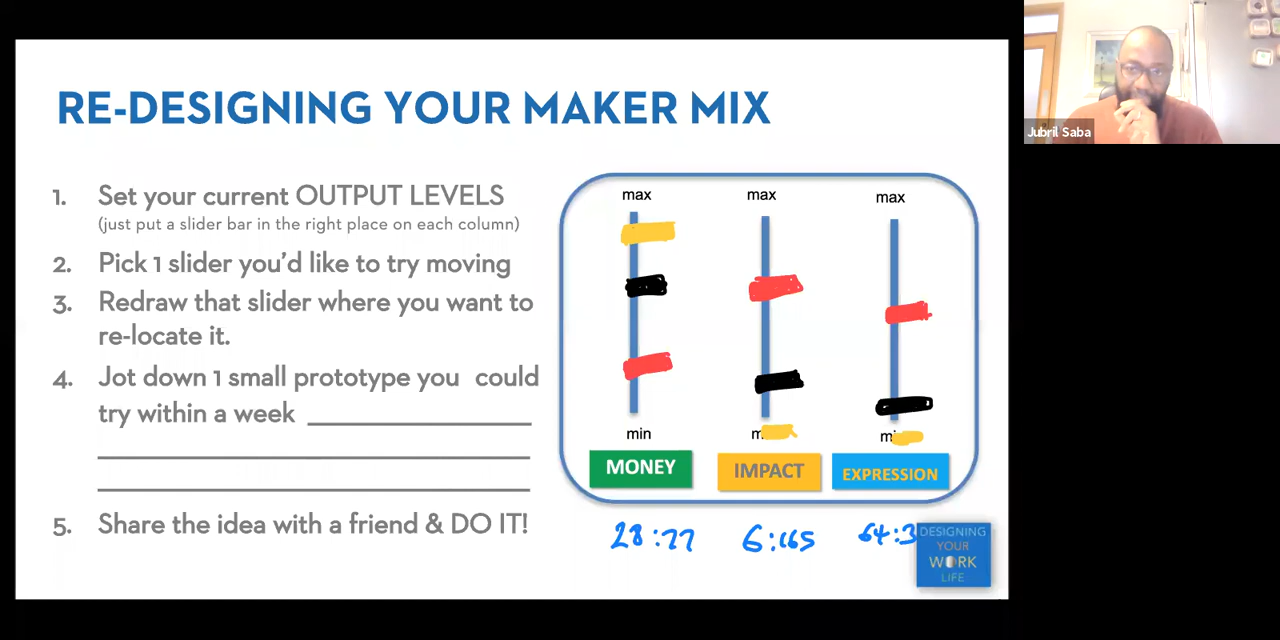 Jubril Saba
RE-DESIGNING YOUR MAKER MIX
1. Set your current OUTPUT LEVELS
(just put a slider bar in the right place on each column)
2. Pick 1 slider you'd like to try moving
3. Redraw that slider where you want to
re-locate it.
4. Jot down 1 small prototype you could
try within a week
5. Share the idea with a friend & DO IT!
max max max
min
MONEY IMPACT EXPRESSION
6:165
DESIGNING
YOUR
WORK
LIFE